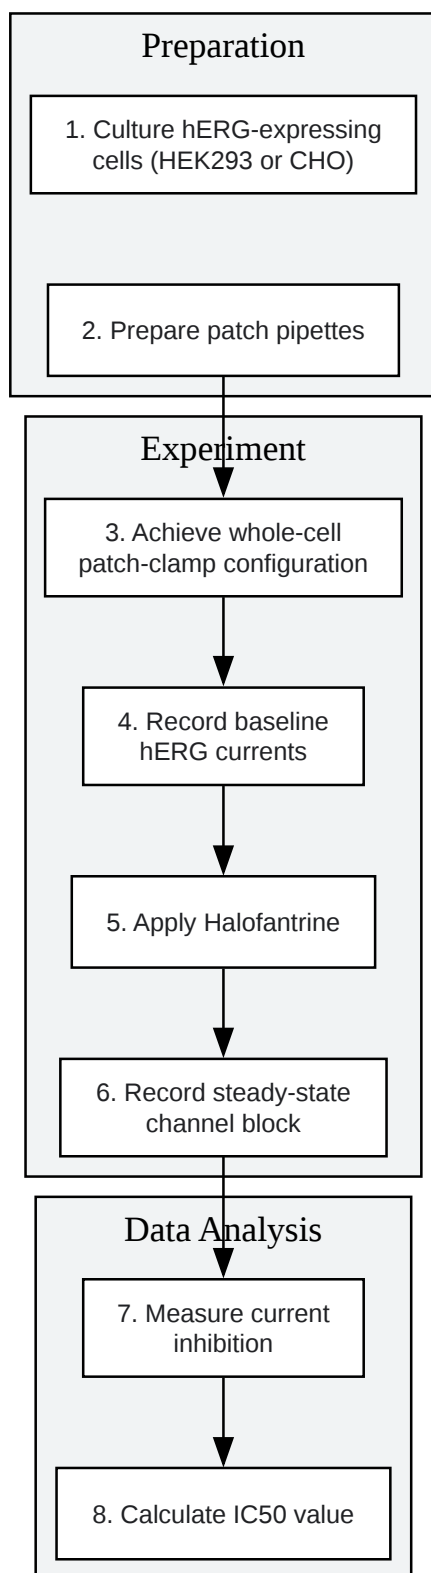 Preparation
1. Culture hERG-expressing
cells (HEK293 or CHO)
2. Prepare patch pipettes
Experiment
3. Achieve whole-cell
patch-clamp configuration
4. Record baseline
hERG currents
5. Apply Halofantrine
6. Record steady-state
channel block
Data Analysis
7. Measure current
inhibition
8. Calculate IC50 value